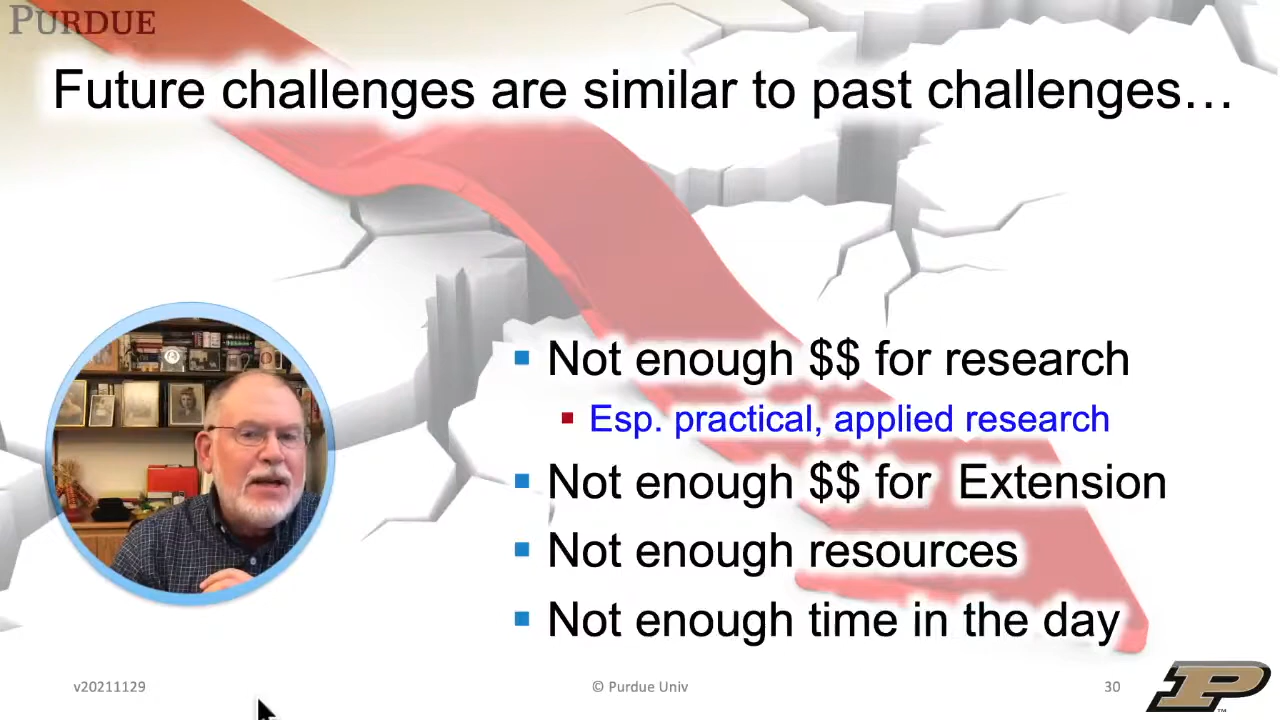 PURDUE
Future challenges are similar to past challenges…
Not enough $$ for research
Esp. practical, applied research
Not enough $$ for Extension
Not enough resources
Not enough time in the day
v20211129
© Purdue Univ
30
P
TM